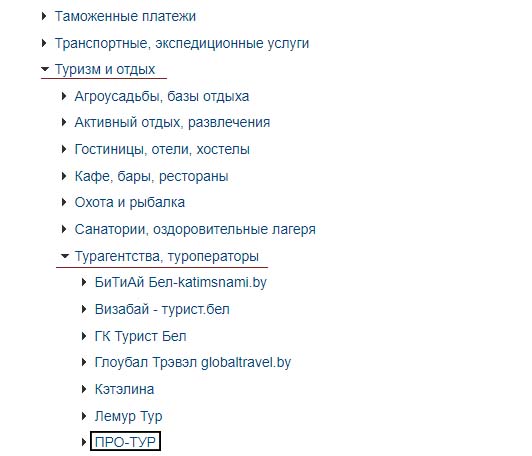 Таможенные платежи
Транспортные, экспедиционные услуги
Туризм и отдых
Агроусадьбы, базы отдыха
Активный отдых, развлечения
Гостиницы, отели, хостелы
Кафе, бары, рестораны
Охота и рыбалка
Санатории, оздоровительные лагеря
Турагентства, туроператоры
БиТиАй Бел-katimsnami.by
Визабай - турист.бел
ГК Турист Бел
Глоубал Трэвэл globaltravel.by
Кэтэлина
Лемур Тур
ПРО-ТУР